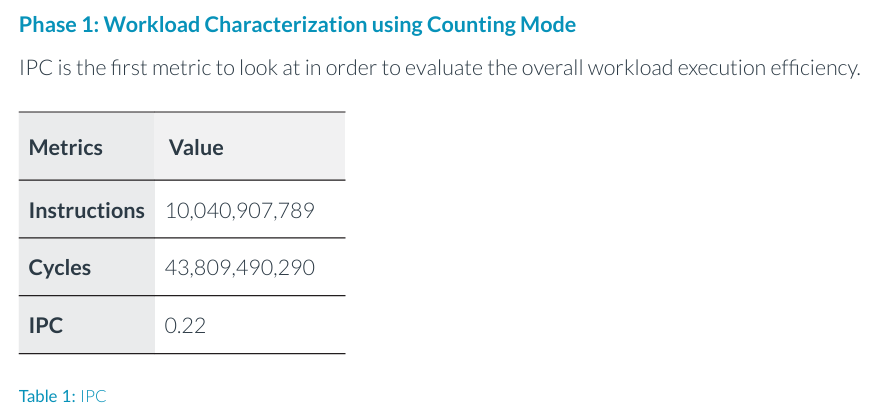 Phase 1: Workload Characterization using Counting Mode
IPC is the first metric to look at in order to evaluate the overall workload execution efficiency.
Metrics Value
Instructions 10,040,907,789
Cycles 43,809,490,290
IPC 0.22
Table 1: IPC